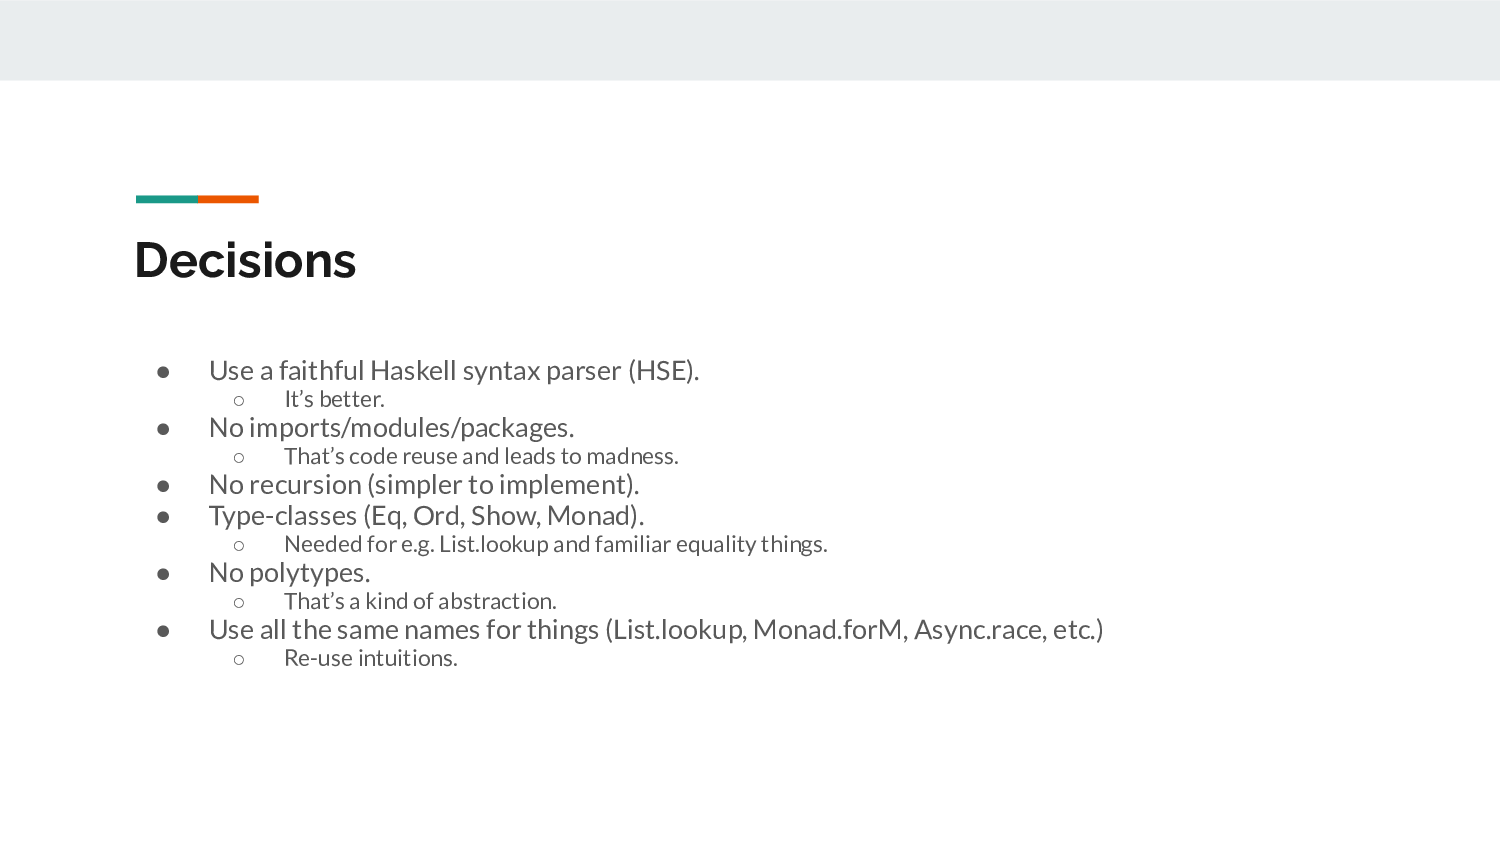 Decisions
● Use a faithful Haskell syntax parser (HSE).
○ It’s better.
● No imports/modules/packages.
○ That’s code reuse and leads to madness.
● No recursion (simpler to implement).
● Type-classes (Eq, Ord, Show, Monad).
○ Needed for e.g. List.lookup and familiar equality things.
● No polytypes.
○ That’s a kind of abstraction.
● Use all the same names for things (List.lookup, Monad.forM, Async.race, etc.)
○ Re-use intuitions.